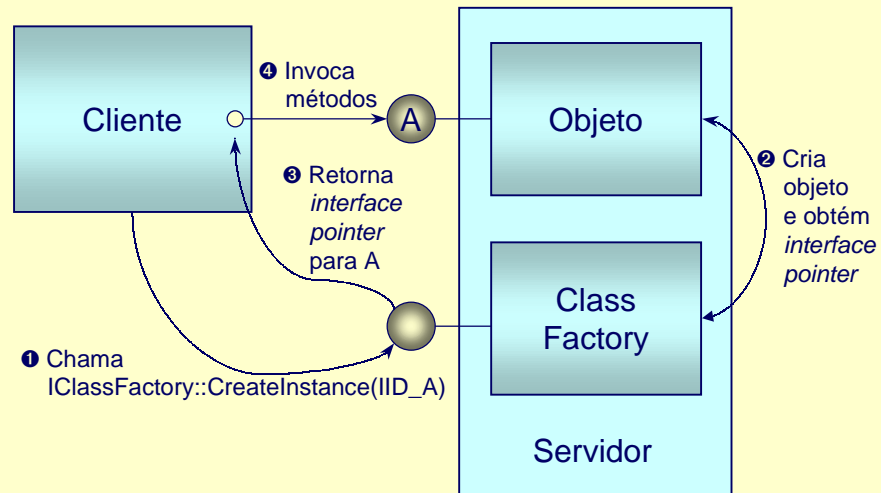 Cliente
❹ Invoca
métodos
A
Objeto
❷ Cria
objeto
e obtém
interface
pointer
❸ Retorna
interface
pointer
para A
Class
Factory
❶ Chama
IClassFactory::CreateInstance(IID_A)
Servidor